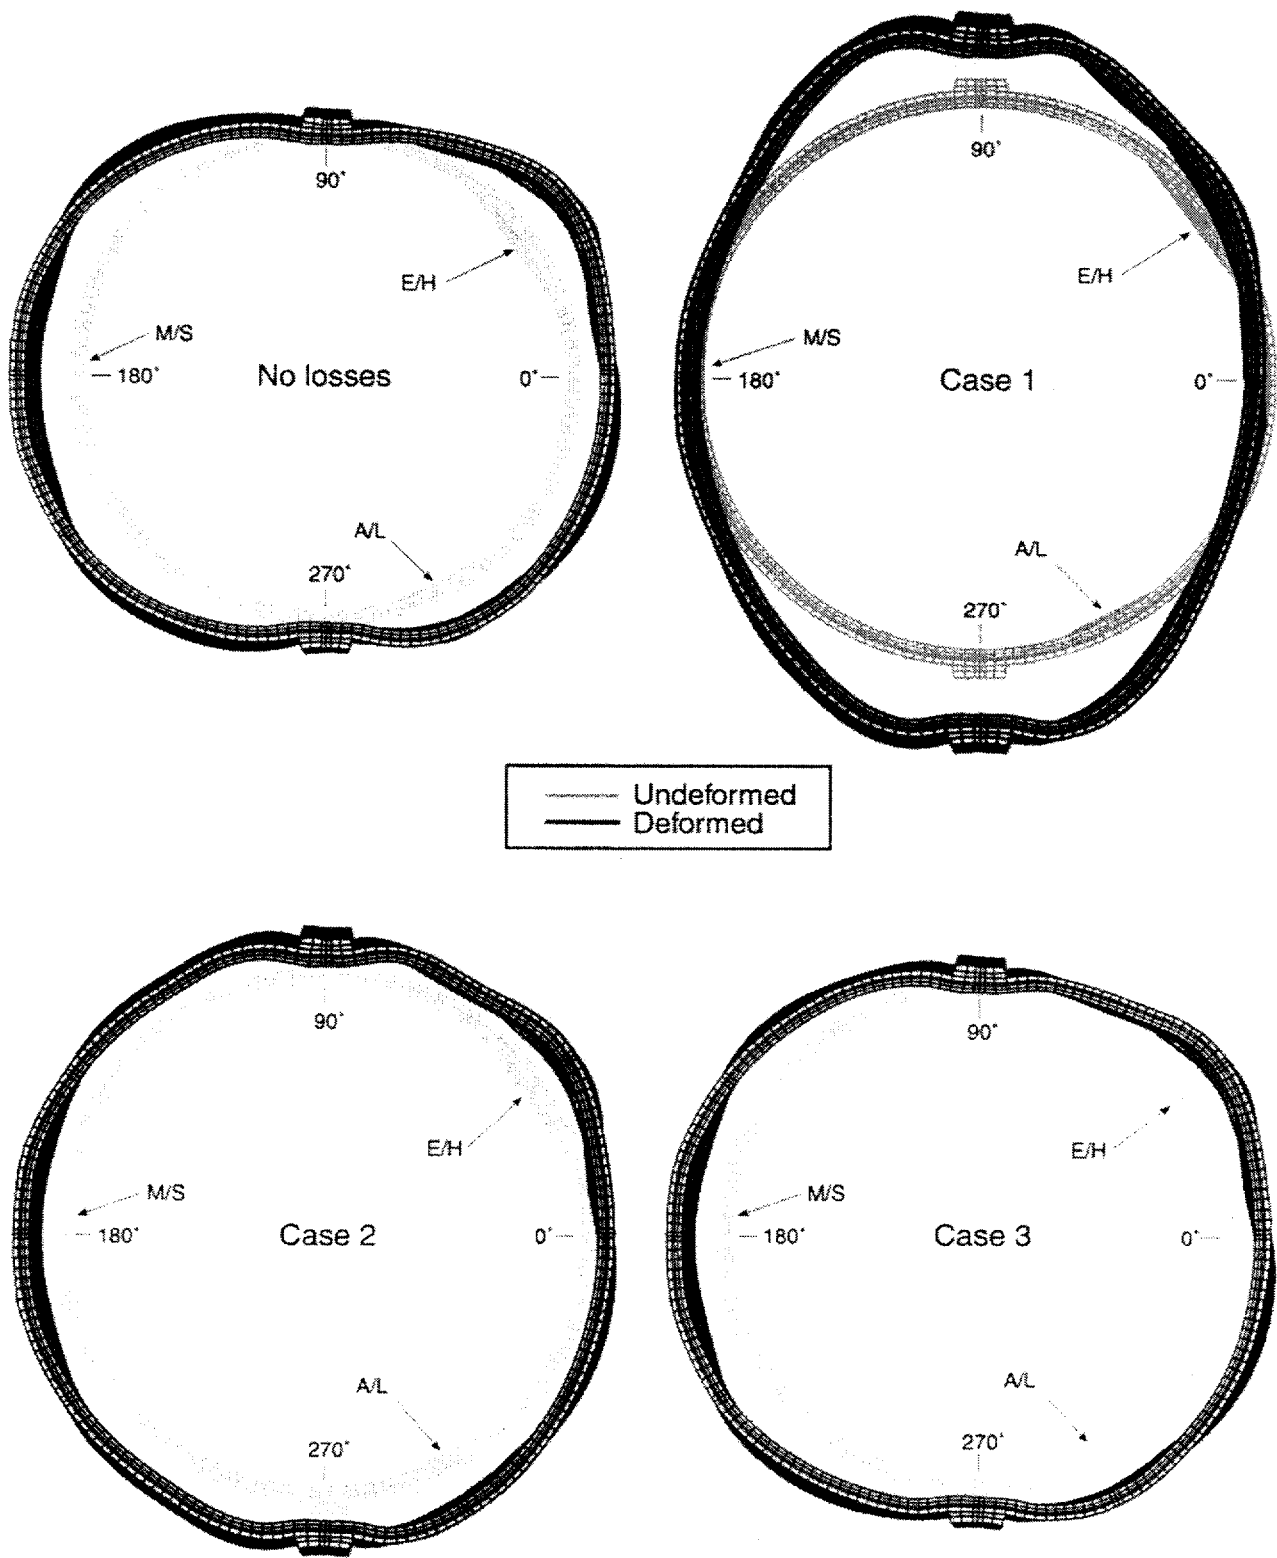 90°
E/H
M/S
180°
No losses
0°
A/L
270°
90°
E/H
M/S
180°
Case 1
0°
A/L
270°
Undeformed
Deformed
90°
E/H
M/S
180°
Case 2
0°
A/L
270°
90°
E/H
M/S
180°
Case 3
0°
A/L
270°